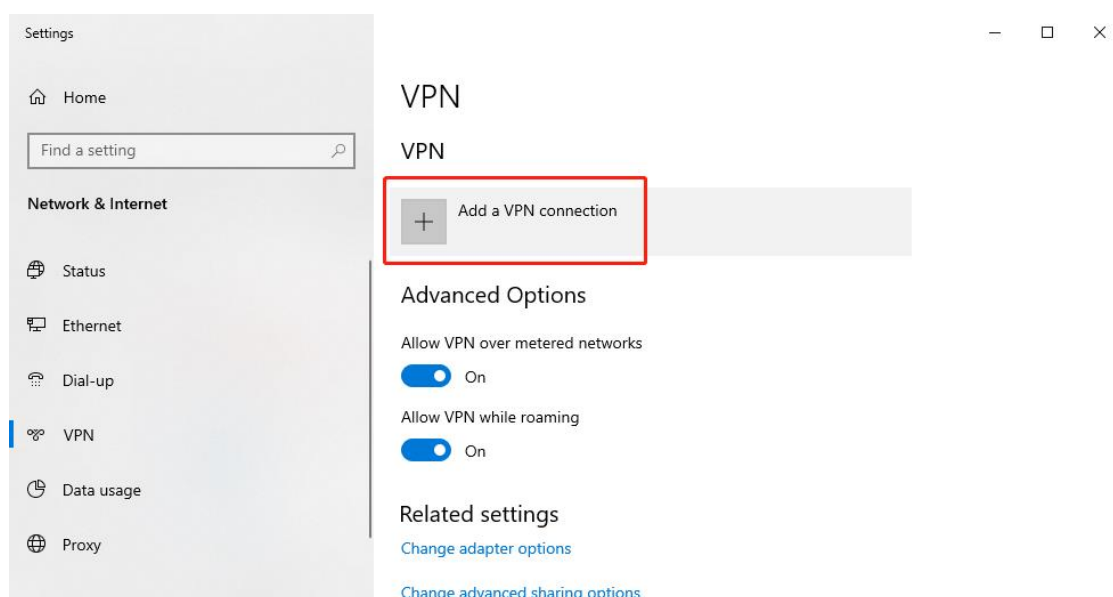 Settings
Home
Find a setting
Network & Internet
Status
Ethernet
Dial-up
VPN
Data usage
Proxy
VPN
VPN
Add a VPN connection
Advanced Options
Allow VPN over metered networks
On
Allow VPN while roaming
On
Related settings
Change adapter options
Change advanced sharing options